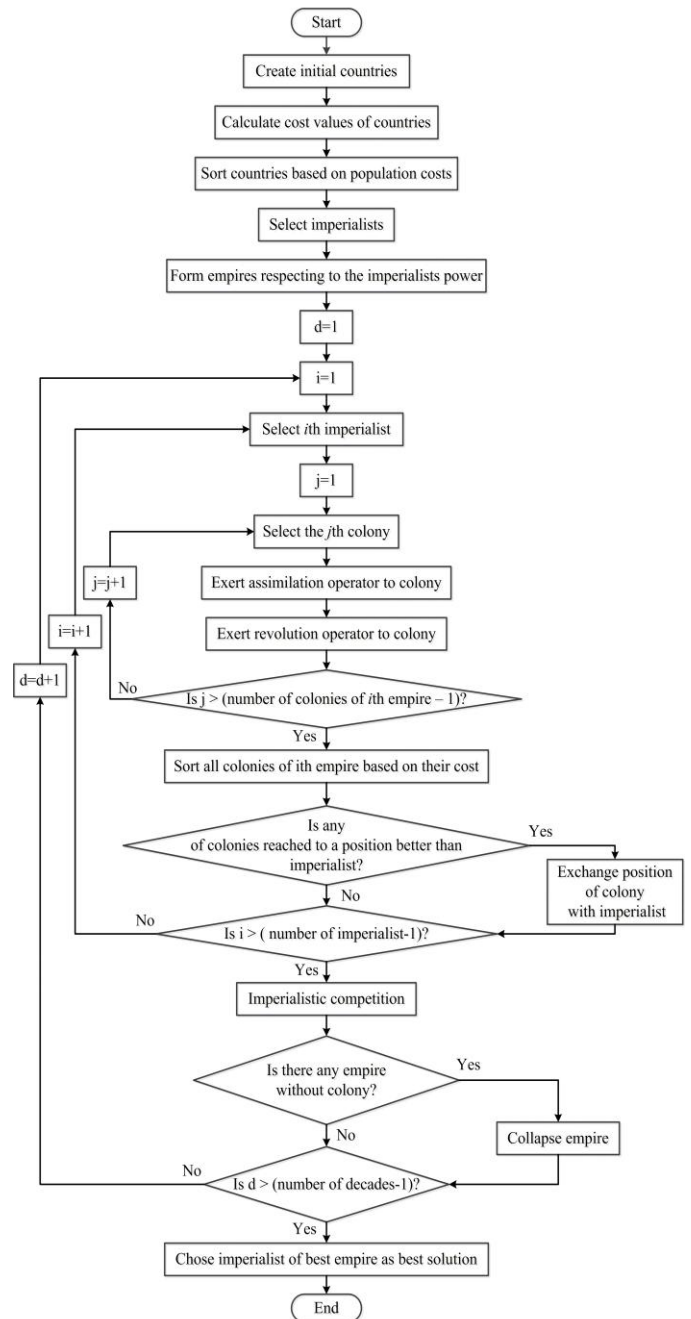 Start
Create initial countries
Calculate cost values of countries
Sort countries based on population costs
Select imperialists
Form empires respecting to the imperialists power
d=1
i=1
Select ith imperialist
j=1
Select the jth colony
j=j+1
Exert assimilation operator to colony
i=i+1
Exert revolution operator to colony
d=d+1
No
Is j > (number of colonies of ith empire – 1)?
Yes
Sort all colonies of ith empire based on their cost
Is any
of colonies reached to a position better than
imperialist?
Yes
Exchange position
of colony
with imperialist
No
No
Is i > ( number of imperialist-1)?
Yes
Imperialistic competition
Is there any empire
without colony?
Yes
Collapse empire
No
No
Is d > (number of decades-1)?
Yes
Chose imperialist of best empire as best solution
End